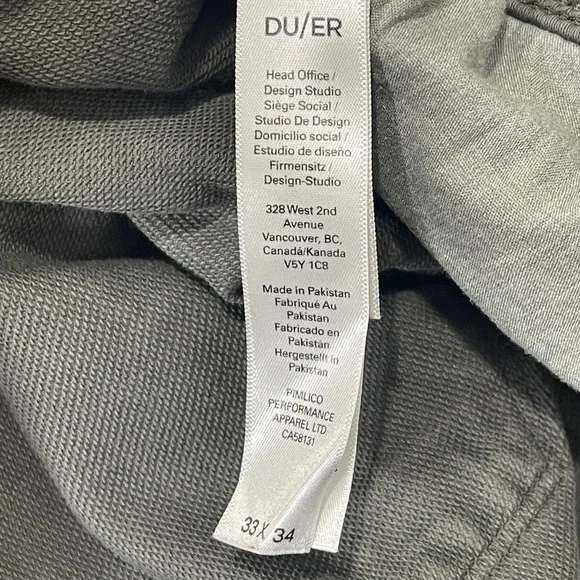 DU/ER
Head Office /
Design Studio
Siège Social /
Studio De Design
Domicilio social /
Estudio de diseño
Firmensitz /
Design-Studio
328 West 2nd
Avenue
Vancouver, BC,
Canadá/Kanada
V5Y 1C8
Made in Pakistan
Fabriqué Au
Pakistan
Fabricado en
Pakistán
Hergestellt in
Pakistan
PIMLICO
PERFORMANCE
APPAREL LTD
CA58131
33 X 34